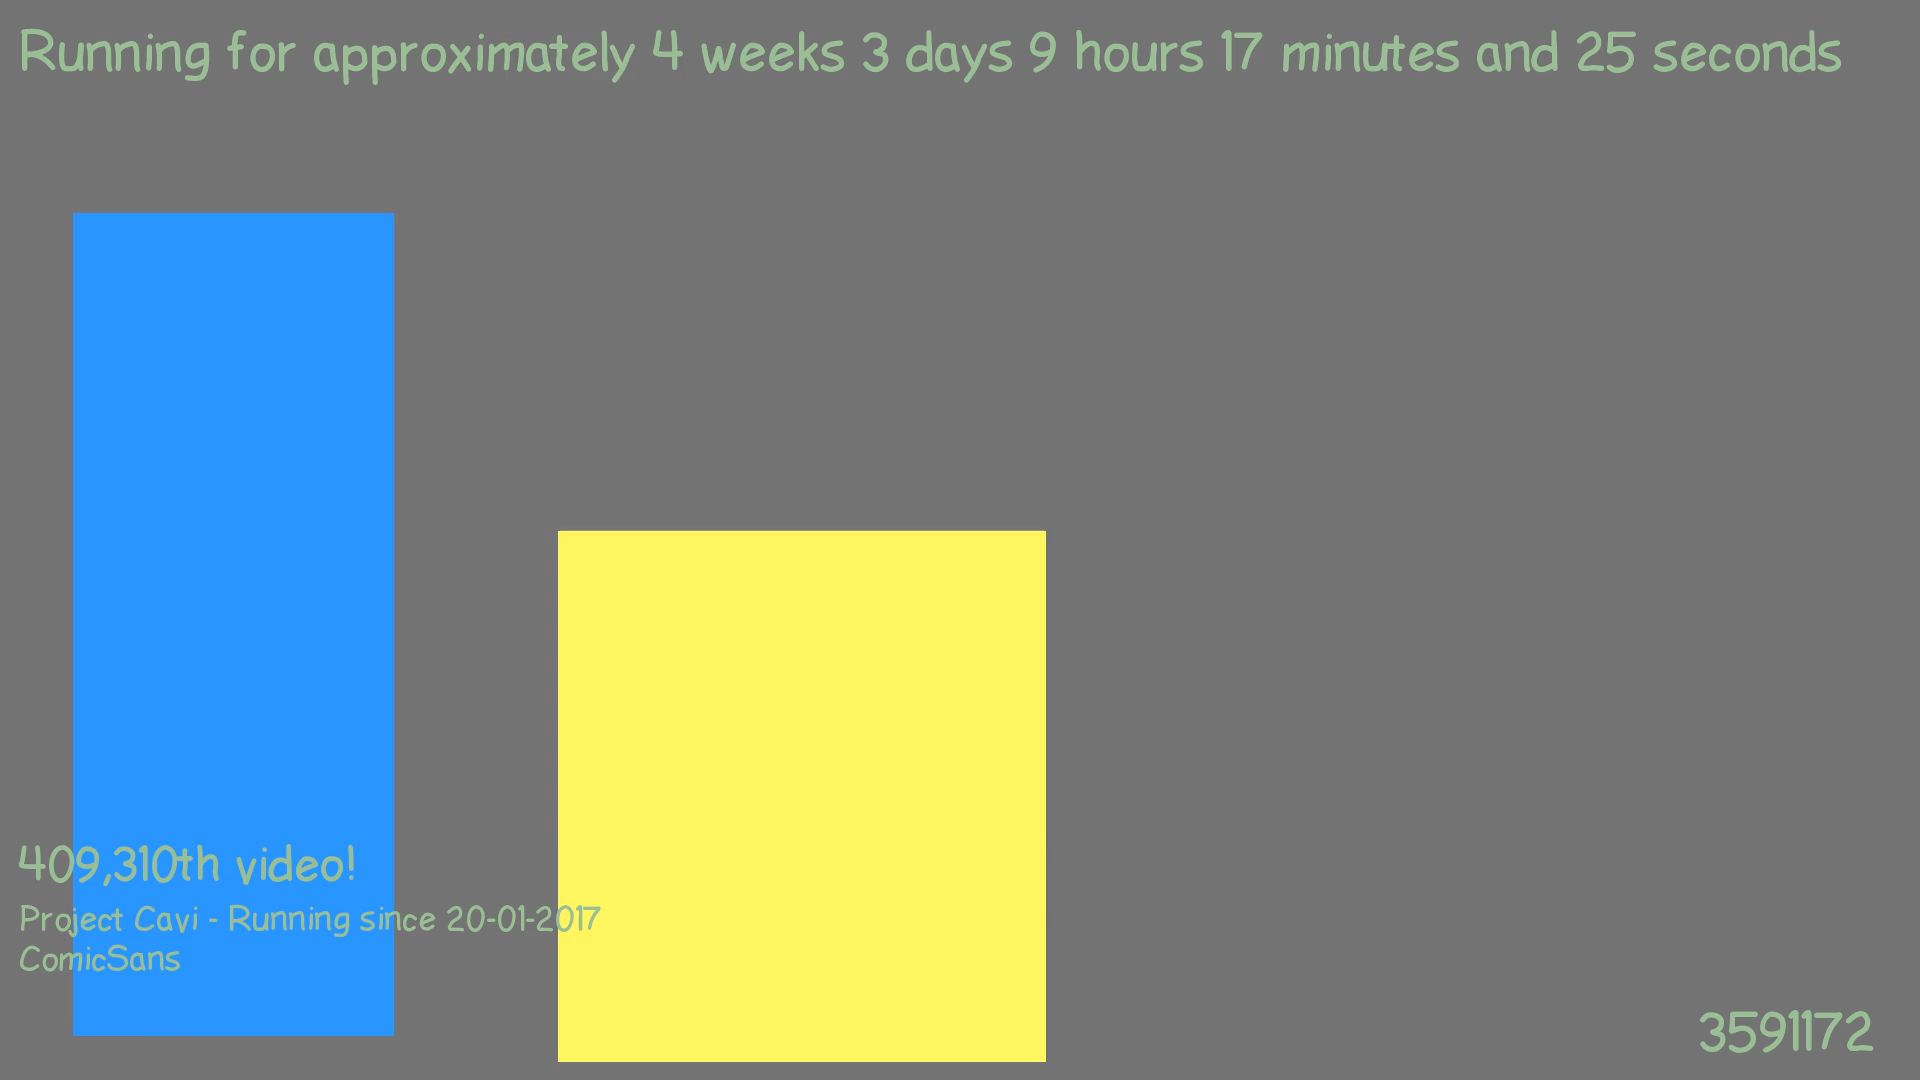 Running for approximately 4 weeks 3 days 9 hours 17 minutes and 25 seconds
409,310th video!
Project Cavi - Running since 20-01-2017
ComicSans
3591172